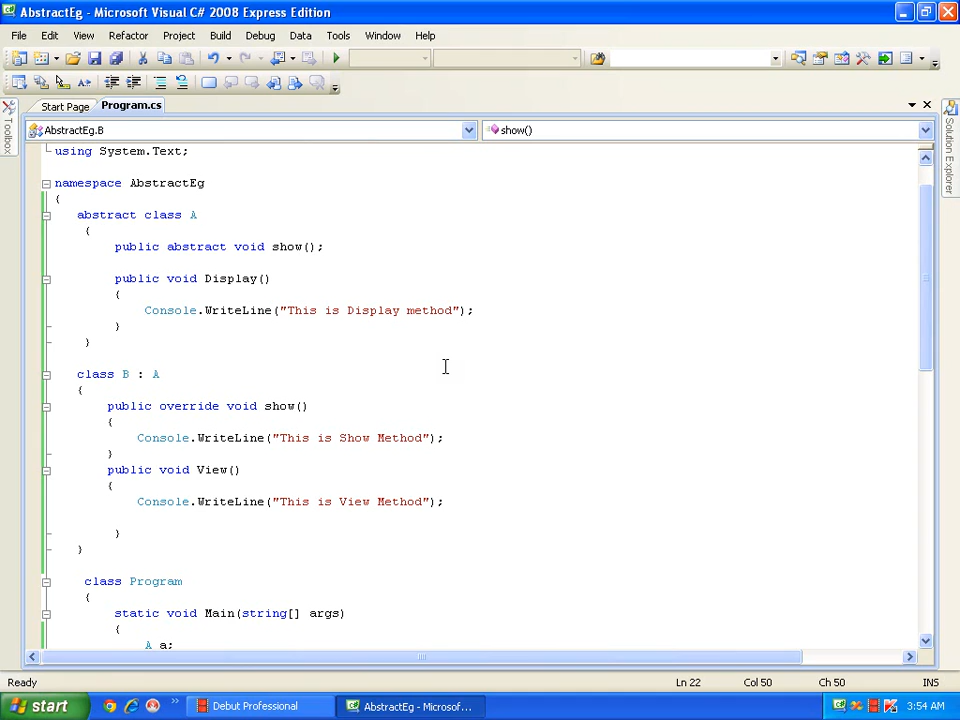 AbstractEg - Microsoft Visual C# 2008 Express Edition
File Edit View Refactor Project Build Debug Data Tools Window Help
Start Page Program.cs
Toolbox
Solution Explorer
AbstractEg.B show()
using System.Text;
namespace AbstractEg
{
abstract class A
{
public abstract void show();
public void Display()
{
Console.WriteLine("This is Display method");
}
}
class B : A
{
public override void show()
{
Console.WriteLine("This is Show Method");
}
public void View()
{
Console.WriteLine("This is View Method");
}
}
class Program
{
static void Main(string[] args)
{
A a;
Ready Ln 22 Col 50 Ch 50 INS
start Debut Professional AbstractEg - Microsof... 3:54 AM